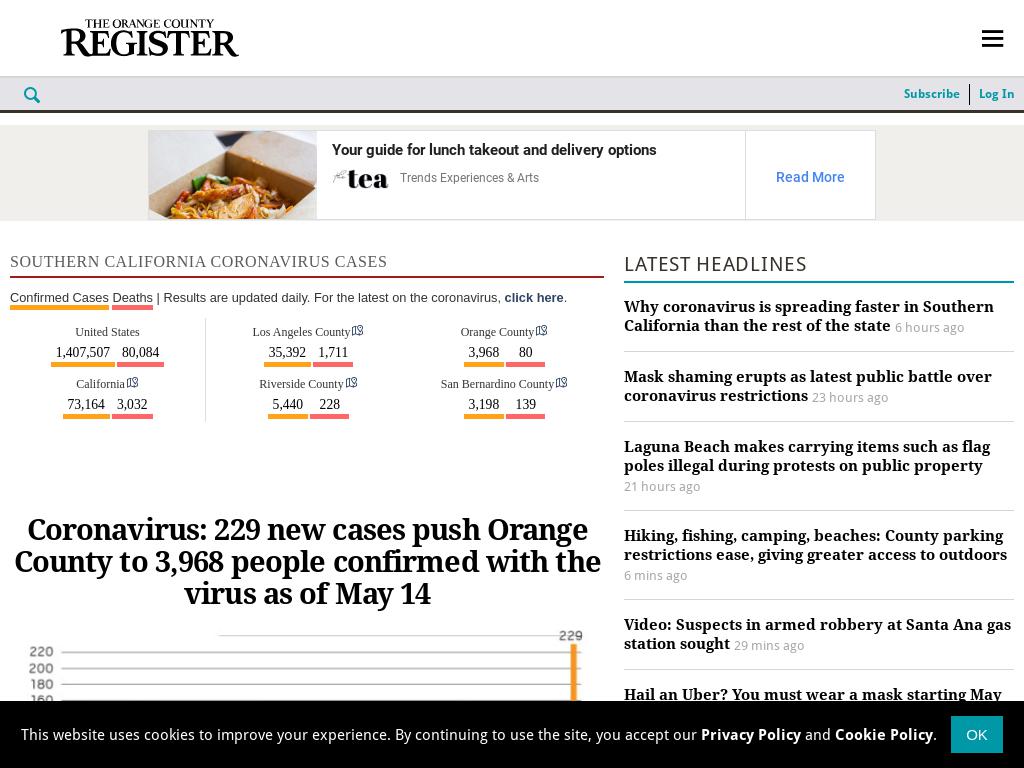 THE ORANGE COUNTY
REGISTER
Subscribe
Log In
Your guide for lunch takeout and delivery options
tea
Trends Experiences & Arts
Read More
SOUTHERN CALIFORNIA CORONAVIRUS CASES
Confirmed Cases Deaths | Results are updated daily. For the latest on the coronavirus, click here.
United States
1,407,507 80,084
California
73,164 3,032
Los Angeles County
35,392 1,711
Riverside County
5,440 228
Orange County
3,968 80
San Bernardino County
3,198 139
Coronavirus: 229 new cases push Orange
County to 3,968 people confirmed with the
virus as of May 14
229
220
200
180
160
LATEST HEADLINES
Why coronavirus is spreading faster in Southern
California than the rest of the state 6 hours ago
Mask shaming erupts as latest public battle over
coronavirus restrictions 23 hours ago
Laguna Beach makes carrying items such as flag
poles illegal during protests on public property
21 hours ago
Hiking, fishing, camping, beaches: County parking
restrictions ease, giving greater access to outdoors
6 mins ago
Video: Suspects in armed robbery at Santa Ana gas
station sought 29 mins ago
Hail an Uber? You must wear a mask starting May
This website uses cookies to improve your experience. By continuing to use the site, you accept our Privacy Policy and Cookie Policy.
OK